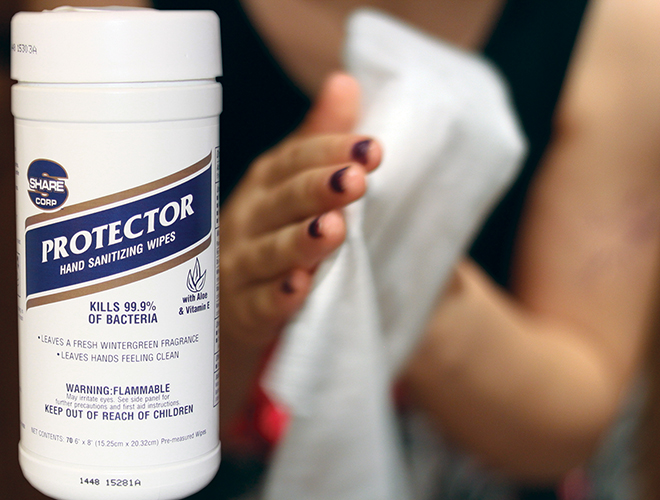 15303A
SHARE
CORP
PROTECTOR
HAND SANITIZING WIPES
with Aloe
& Vitamin E
KILLS 99.9%
OF BACTERIA
• LEAVES A FRESH WINTERGREEN FRAGRANCE
• LEAVES HANDS FEELING CLEAN
WARNING:FLAMMABLE
May irritate eyes. See side panel for
further precautions and first aid instructions.
KEEP OUT OF REACH OF CHILDREN
NET CONTENTS: 70 6" x 8" (15.25cm x 20.32cm) Pre-measured Wipes
1448 15281A